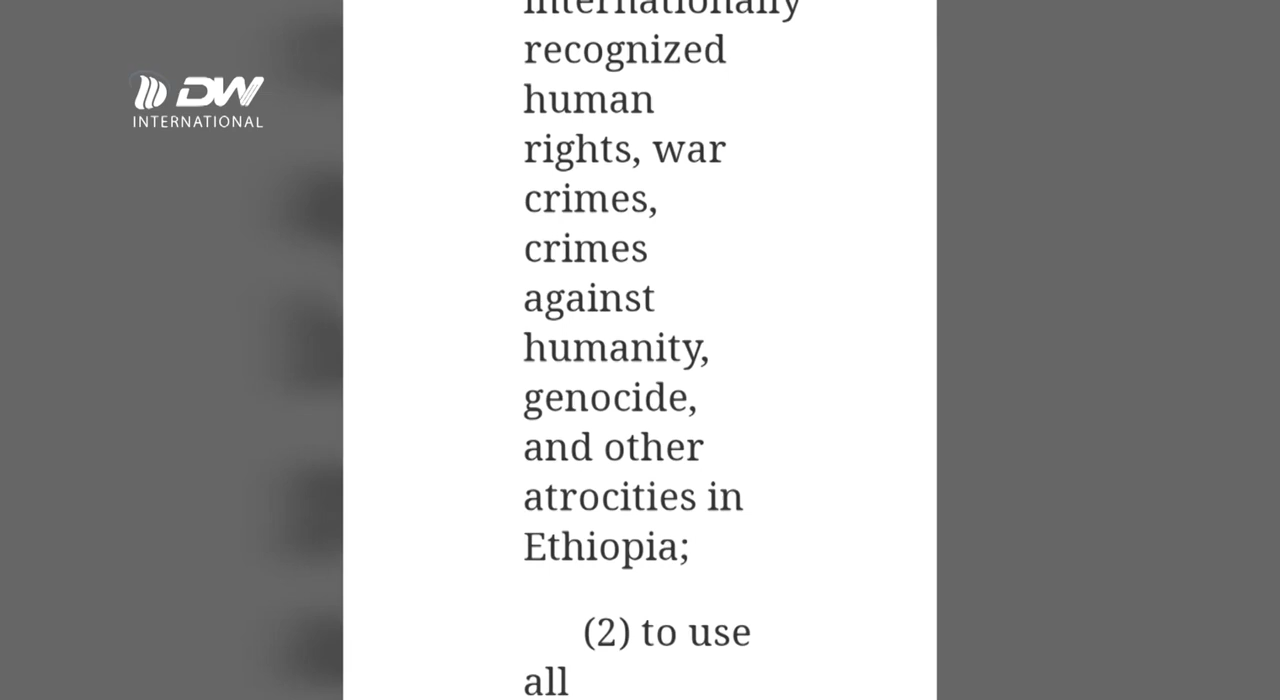 DW
INTERNATIONAL
internationally
recognized
human
rights, war
crimes,
crimes
against
humanity,
genocide,
and other
atrocities in
Ethiopia;
(2) to use
all